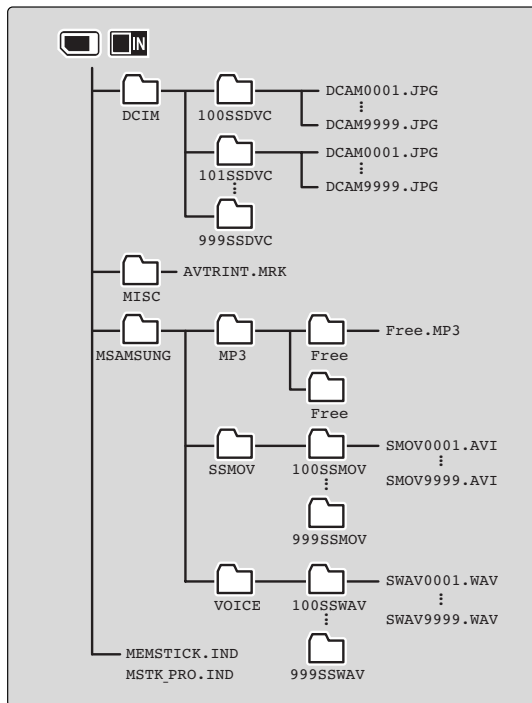 IN
DCAM0001.JPG
DCIM
100SSDVC
DCAM9999.JPG
DCAM0001.JPG
101SSDVC
DCAM9999.JPG
999SSDVC
AVTRINT.MRK
MISC
Free.MP3
MSAMSUNG
MP3
Free
Free
SMOV0001.AVI
SSMOV
100SSMOV
SMOV9999.AVI
999SSMOV
SWAV0001.WAV
VOICE
100SSWAV
SWAV9999.WAV
MEMSTICK.IND
MSTK_PRO.IND
999SSWAV